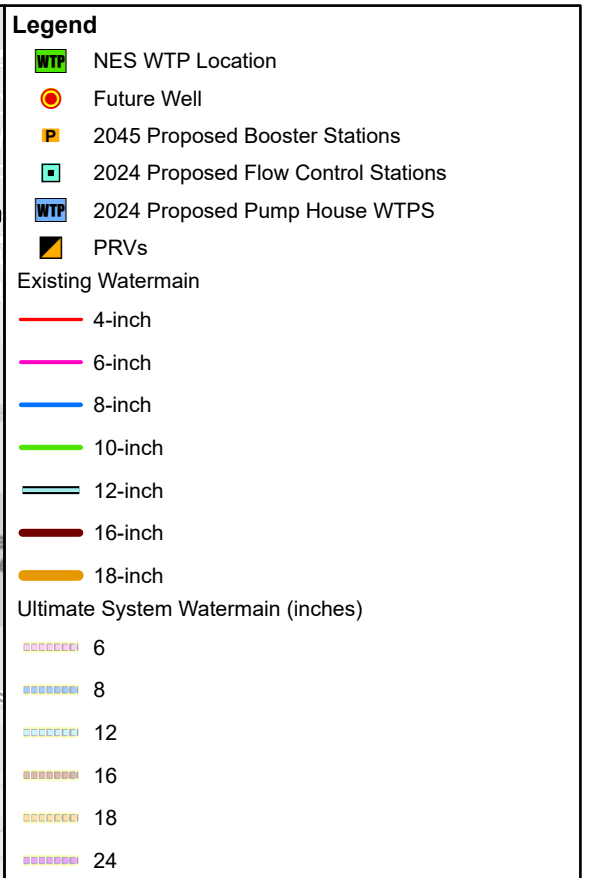 Legend
WTP NES WTP Location
Future Well
P 2045 Proposed Booster Stations
2024 Proposed Flow Control Stations
WTP 2024 Proposed Pump House WTPS
PRVs
Existing Watermain
4-inch
6-inch
8-inch
10-inch
12-inch
16-inch
18-inch
Ultimate System Watermain (inches)
6
8
12
16
18
24